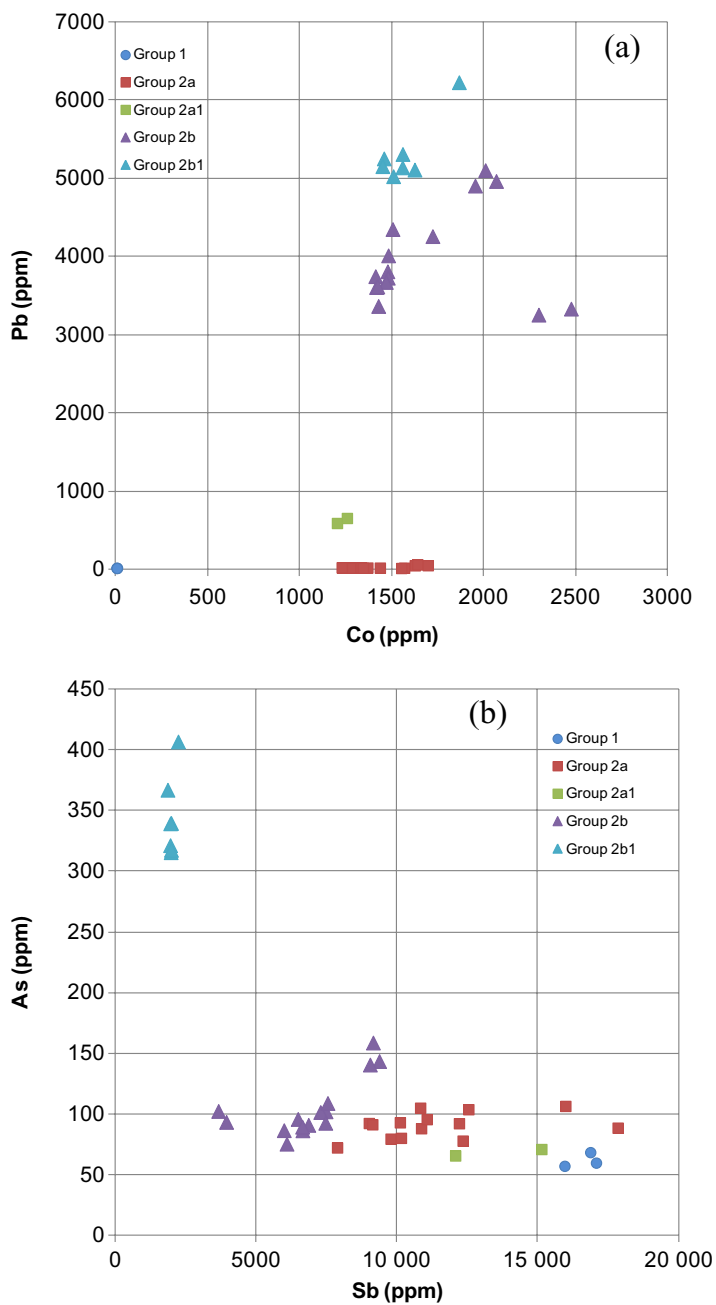 (a)
Group 1
Group 2a
Group 2a1
Group 2b
Group 2b1
7000
6000
5000
4000
3000
2000
1000
0
Pb (ppm)
0 500 1000 1500 2000 2500 3000
Co (ppm)
(b)
Group 1
Group 2a
Group 2a1
Group 2b
Group 2b1
450
400
350
300
250
200
150
100
50
0
As (ppm)
0 5000 10 000 15 000 20 000
Sb (ppm)